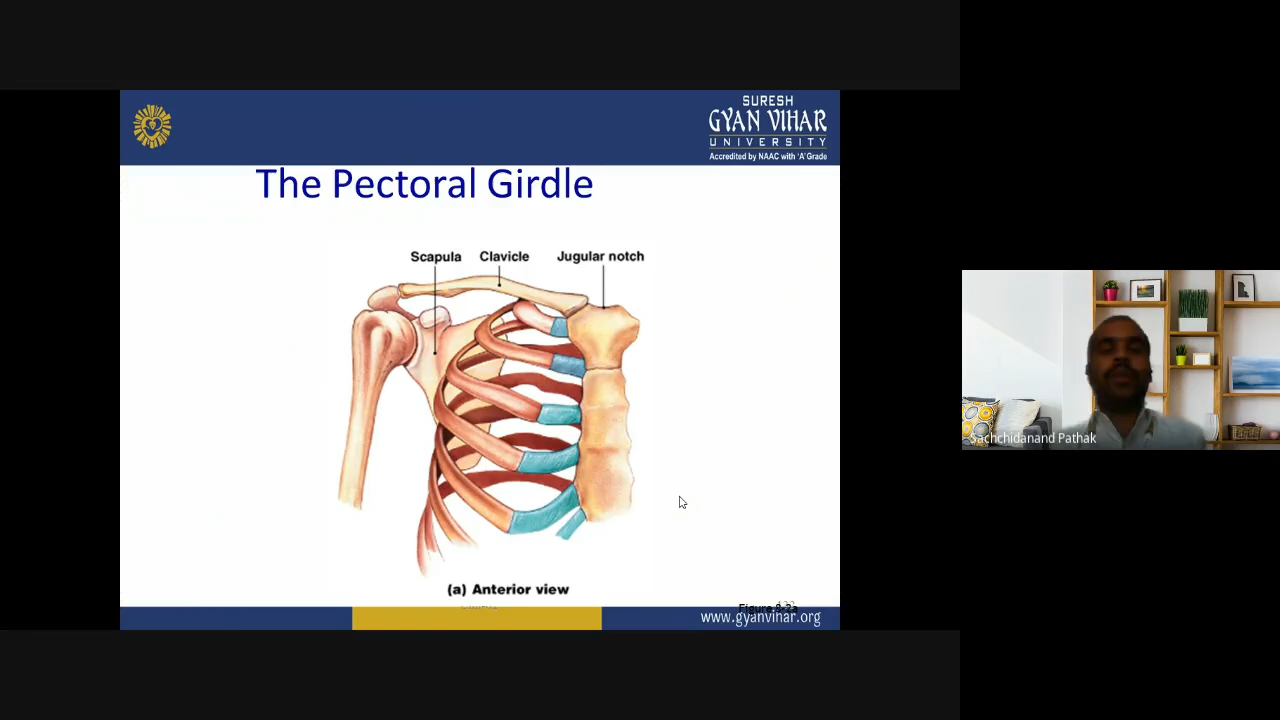 SURESH
GYAN VIHAR
UNIVERSITY
Accredited by NAAC with 'A' Grade
The Pectoral Girdle
Scapula Clavicle Jugular notch
(a) Anterior view
www.gyanvihar.org
Sachchidanand Pathak